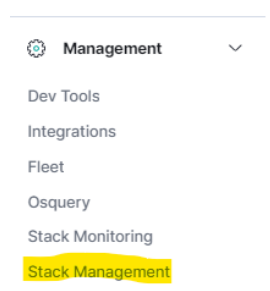 Management
Dev Tools
Integrations
Fleet
Osquery
Stack Monitoring
Stack Management